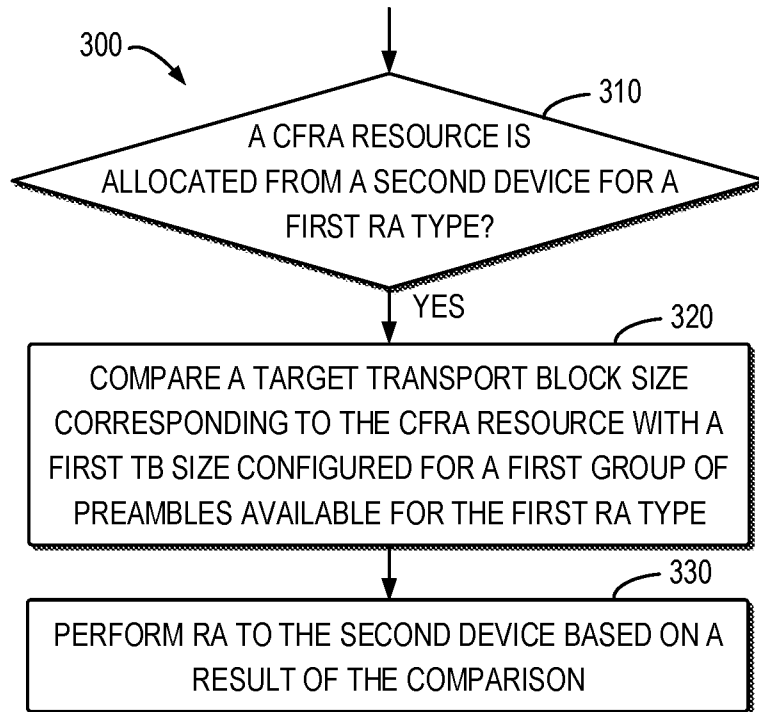 300
310
A CFRA RESOURCE IS
ALLOCATED FROM A SECOND DEVICE FOR A
FIRST RA TYPE?
YES
320
COMPARE A TARGET TRANSPORT BLOCK SIZE
CORRESPONDING TO THE CFRA RESOURCE WITH A
FIRST TB SIZE CONFIGURED FOR A FIRST GROUP OF
PREAMBLES AVAILABLE FOR THE FIRST RA TYPE
330
PERFORM RA TO THE SECOND DEVICE BASED ON A
RESULT OF THE COMPARISON